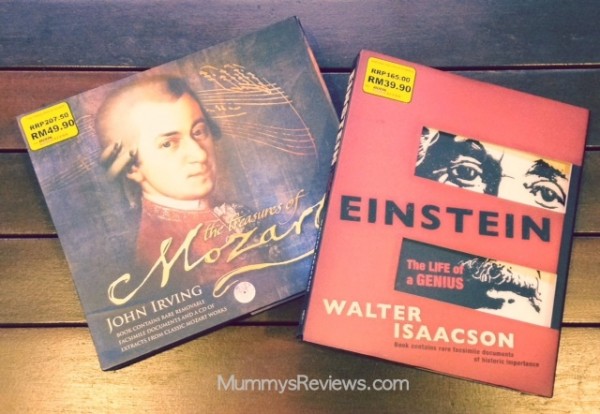 RRP207.50
RM49.90
the Treasures of
Mozart
JOHN IRVING
BOOK CONTAINS RARE REMOVABLE
FACSIMILE DOCUMENTS AND A CD OF
EXTRACTS FROM CLASSIC MOZART WORKS
RRP165.00
RM39.90
EINSTEIN
The LIFE of
a GENIUS
WALTER
ISAACSON
Book contains rare facsimile documents
of historic importance
MummysReviews.com